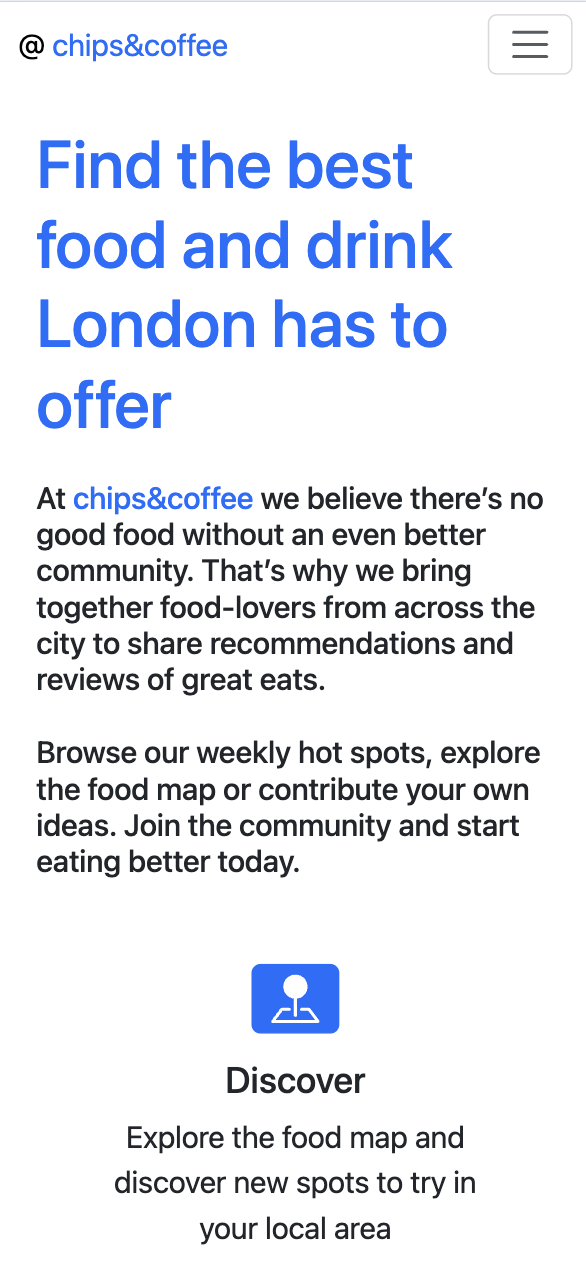 @ chips&coffee
Find the best
food and drink
London has to
offer
At chips&coffee we believe there’s no
good food without an even better
community. That’s why we bring
together food-lovers from across the
city to share recommendations and
reviews of great eats.
Browse our weekly hot spots, explore
the food map or contribute your own
ideas. Join the community and start
eating better today.
Discover
Explore the food map and
discover new spots to try in
your local area